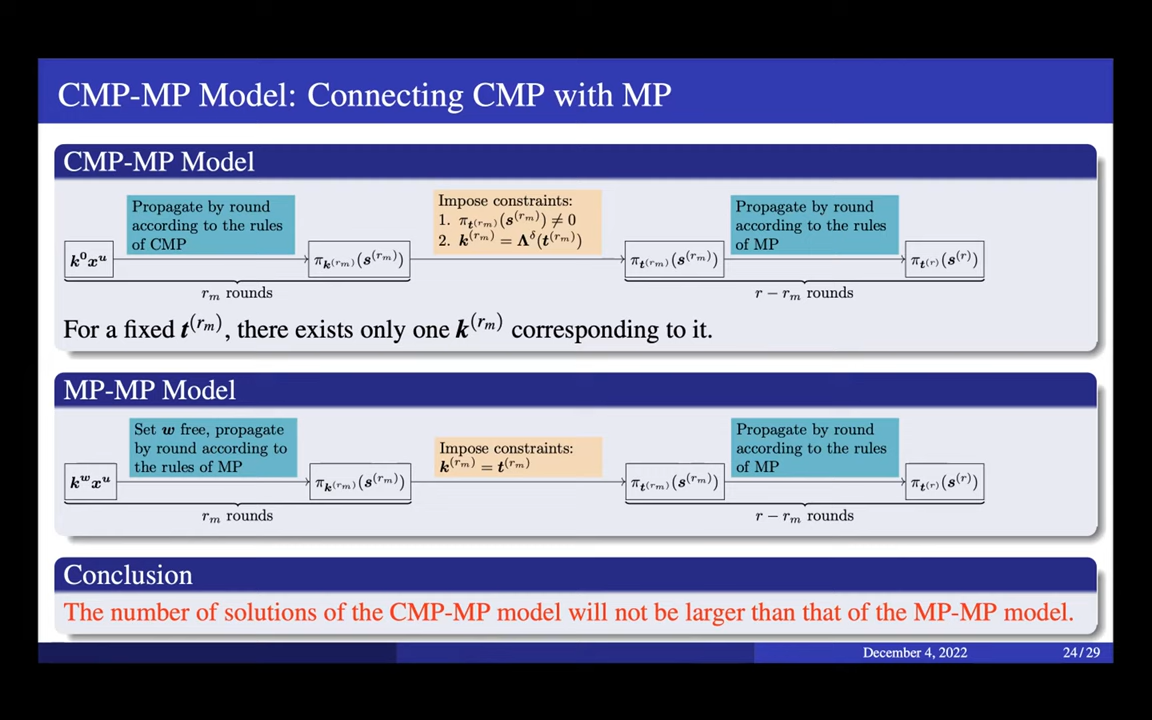 CMP-MP Model: Connecting CMP with MP
CMP-MP Model
Propagate by round
according to the rules
of CMP
Impose constraints:
1. π_{t^{(r_m)}}(s^{(r_m)}) ≠ 0
2. k^{(r_m)} = Λ^δ(t^{(r_m)})
Propagate by round
according to the rules
of MP
k^0x^u
π_{k^{(r_m)}}(s^{(r_m)})
π_{t^{(r_m)}}(s^{(r_m)})
π_{t^{(r)}}(s^{(r)})
r_m rounds
r − r_m rounds
For a fixed t^{(r_m)}, there exists only one k^{(r_m)} corresponding to it.
MP-MP Model
Set w free, propagate
by round according to
the rules of MP
Impose constraints:
k^{(r_m)} = t^{(r_m)}
Propagate by round
according to the rules
of MP
k^wx^u
π_{k^{(r_m)}}(s^{(r_m)})
π_{t^{(r_m)}}(s^{(r_m)})
π_{t^{(r)}}(s^{(r)})
r_m rounds
r − r_m rounds
Conclusion
The number of solutions of the CMP-MP model will not be larger than that of the MP-MP model.
December 4, 2022
24 / 29